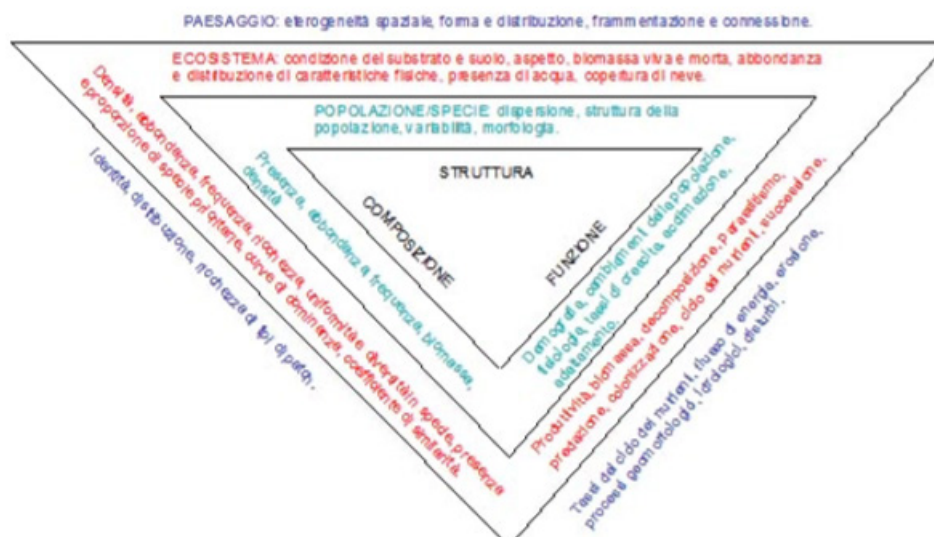 PAESAGGIO: eterogeneità spaziale, forma e distribuzione, frammentazione e connessione.
ECOSISTEMA: condizione del substrato e suolo, aspetto, biomassa viva e morta, abbondanza
e distribuzione di caratteristiche fisiche, presenza di acqua, copertura di neve.
POPOLAZIONE/SPECIE: dispersione, struttura della
popolazione, variabilità, morfologia.
STRUTTURA
COMPOSIZIONE
FUNZIONE
Presenza, abbondanza, frequenza, biomassa,
densità
Densità, abbondanza, frequenza, ricchezza, uniformità e diversità in specie, presenza
e proporzione di specie prioritarie, curve di dominanza, coefficiente di similarità.
Identità, distribuzione, ricchezza di tipi di patch.
Demografia, cambiamenti della popolazione,
fisiologia, tassi di crescita, acclimazione,
adattamento.
Produttività, biomassa, decomposizione, parassitismo,
predazione, colonizzazione, ciclo dei nutrienti, successione.
Tassi del ciclo dei nutrienti, flusso di energie, erosione,
processi geomorfologici, idrologici, disturbi.